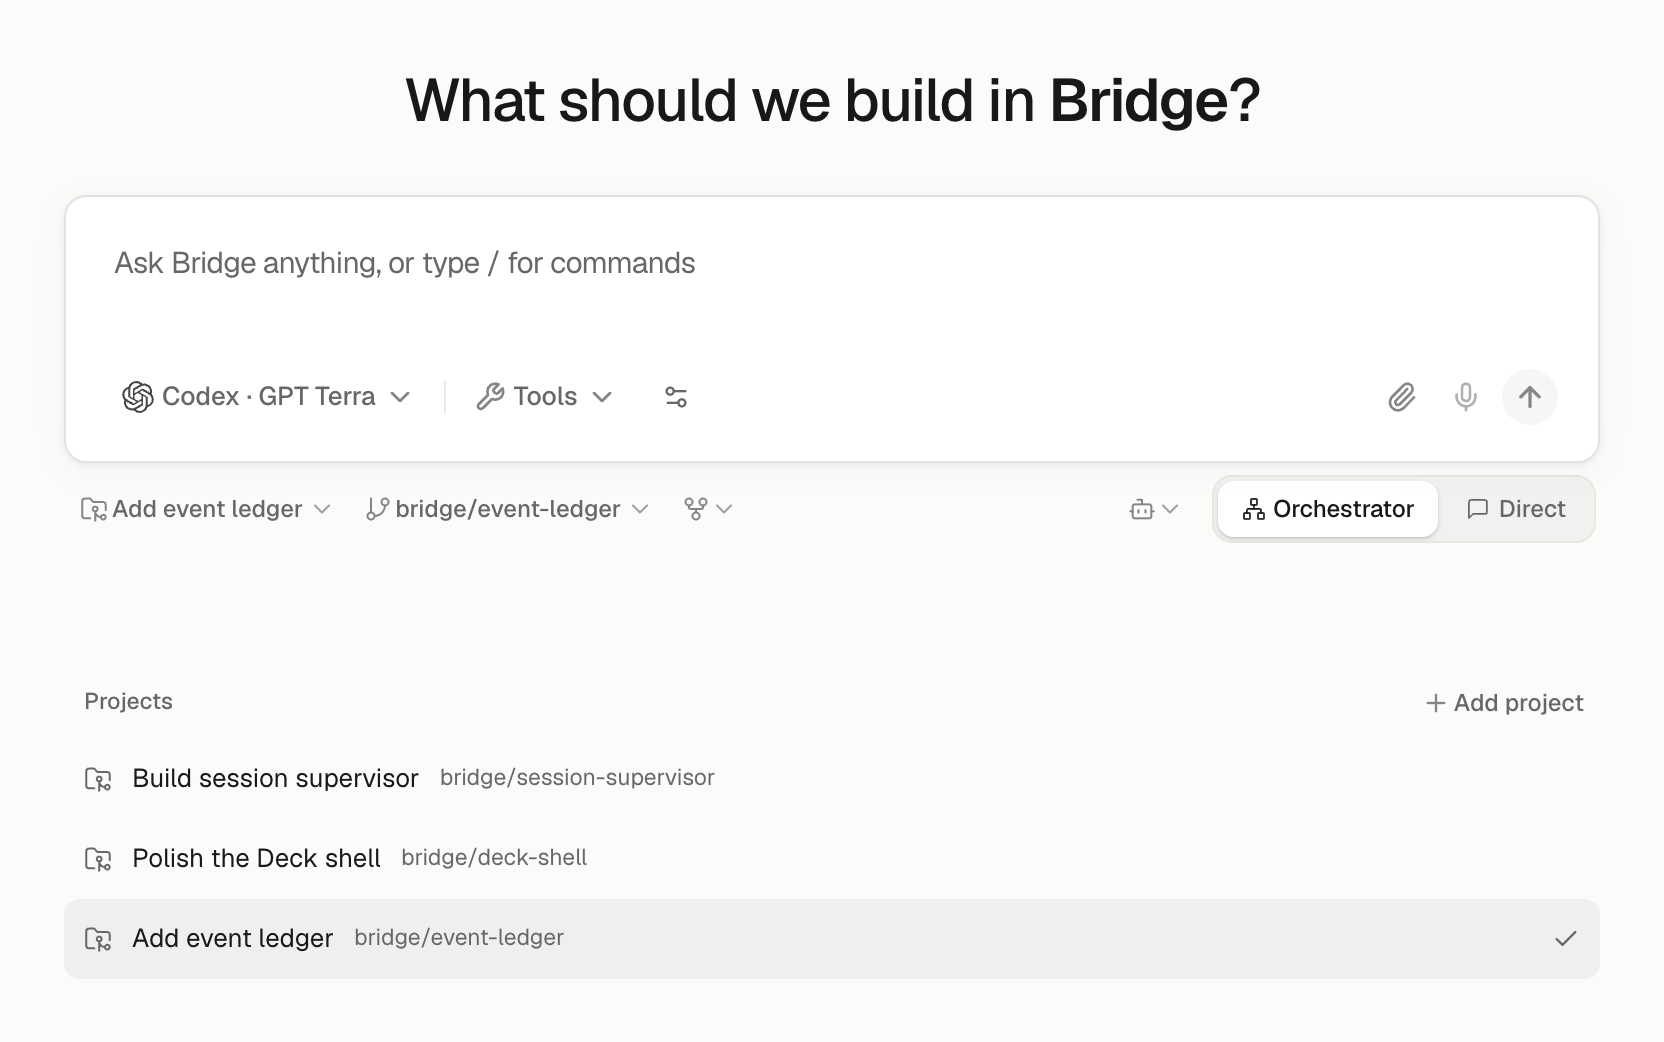 What should we build in Bridge?
Ask Bridge anything, or type / for commands
Codex · GPT Terra
Tools
Add event ledger
bridge/event-ledger
Orchestrator
Direct
Projects
Add project
Build session supervisor bridge/session-supervisor
Polish the Deck shell bridge/deck-shell
Add event ledger bridge/event-ledger